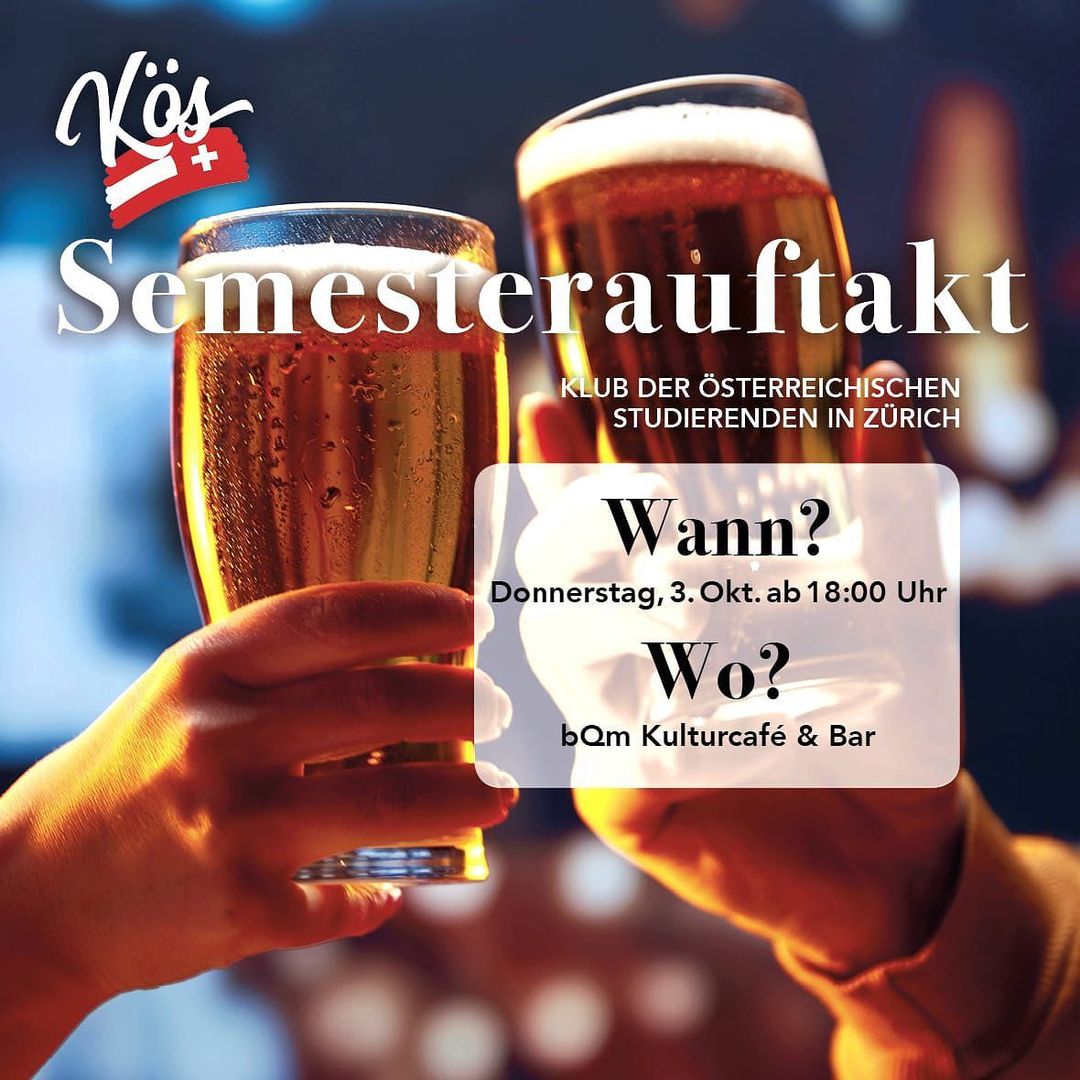 Kös
Semesterauftakt
KLUB DER ÖSTERREICHISCHEN
STUDIERENDEN IN ZÜRICH
Wann?
Donnerstag, 3. Okt. ab 18:00 Uhr
Wo?
bQm Kulturcafé & Bar